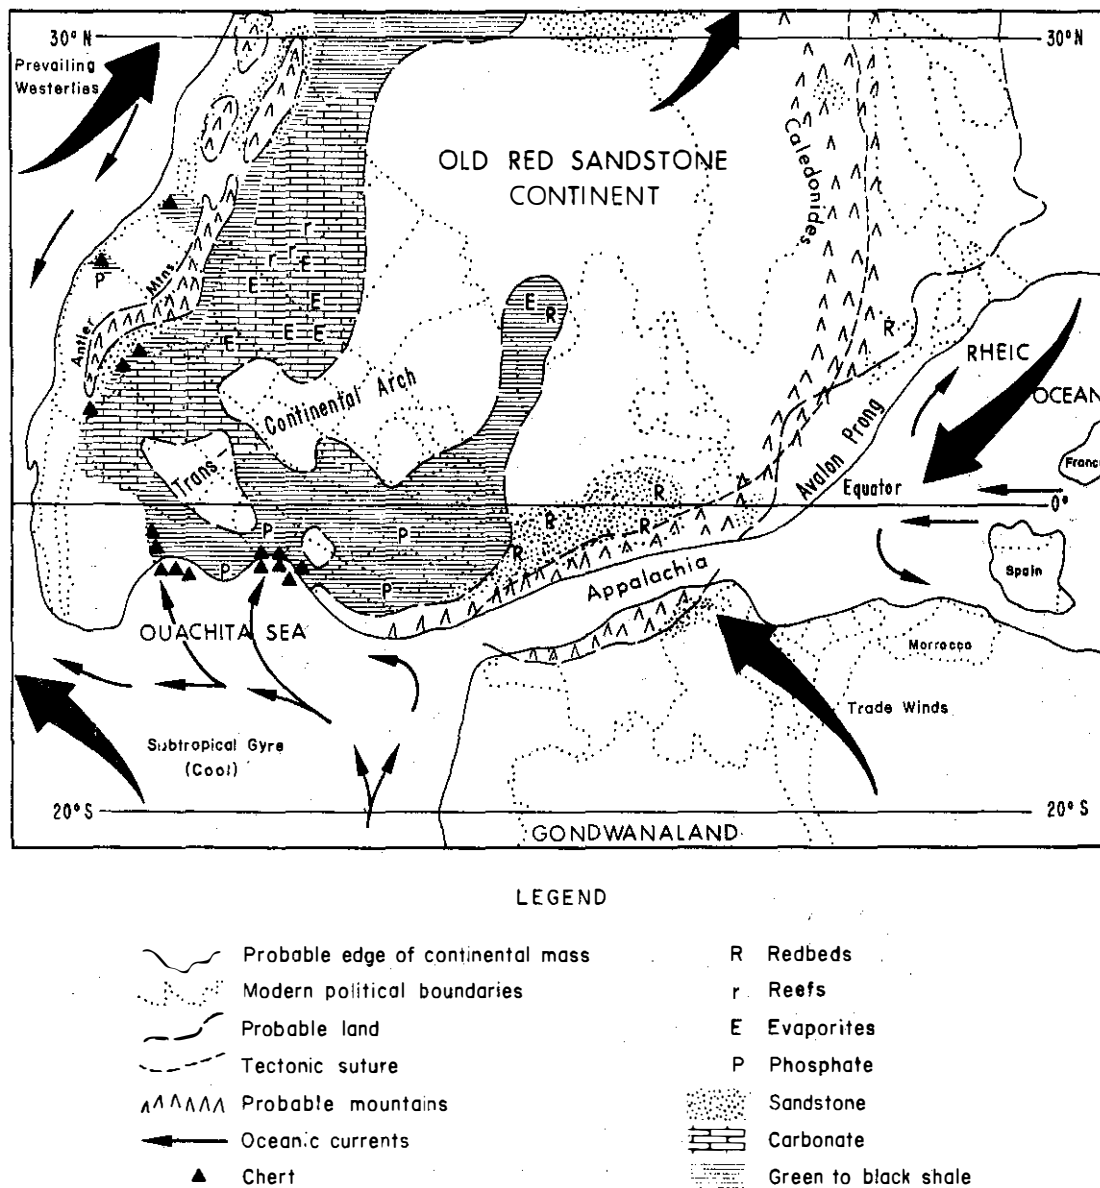 30° N
30° N
Prevailing
Westerlies
OLD RED SANDSTONE
CONTINENT
Caledonides
r
r
r
E
E
E
E
E
E
E
R
P
Antler Mtns.
R
RHEIC
OCEAN
Continental Arch
Trans
Avalon Prong
France
Equator
0°
R
R
R
R
P
P
P
P
Appalachia
Spain
OUACHITA SEA
Morrocco
Trade Winds
Subtropical Gyre
(Cool)
20° S
20° S
GONDWANALAND
LEGEND
Probable edge of continental mass
Modern political boundaries
Probable land
Tectonic suture
Probable mountains
Oceanic currents
Chert
R Redbeds
r Reefs
E Evaporites
P Phosphate
Sandstone
Carbonate
Green to black shale